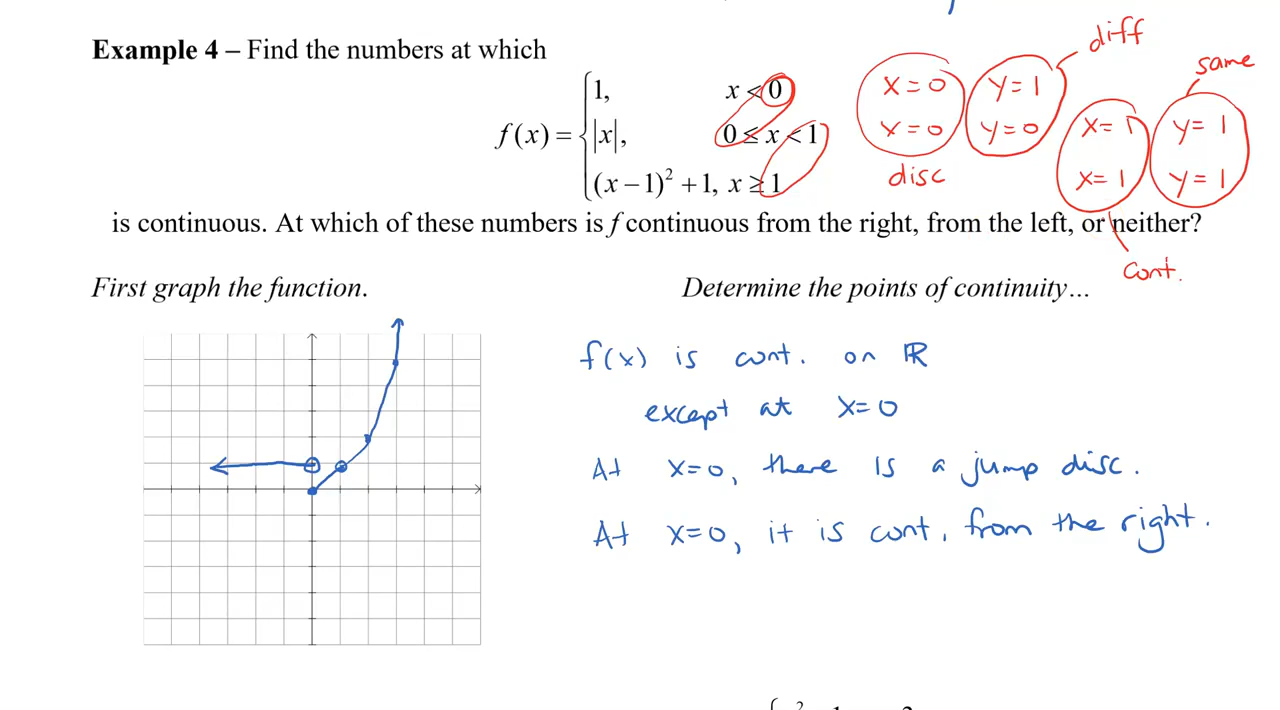 Example 4 – Find the numbers at which
diff
same
1, x < 0
f(x) = |x|, 0 ≤ x < 1
(x – 1)² + 1, x ≥ 1
x = 0 y = 1
x = 0 y = 0
disc
x = 1 y = 1
x = 1 y = 1
cont.
is continuous. At which of these numbers is f continuous from the right, from the left, or neither?
First graph the function.
Determine the points of continuity…
f(x) is cont. on ℝ
except at x=0
At x=0, there is a jump disc.
At x=0, it is cont. from the right.